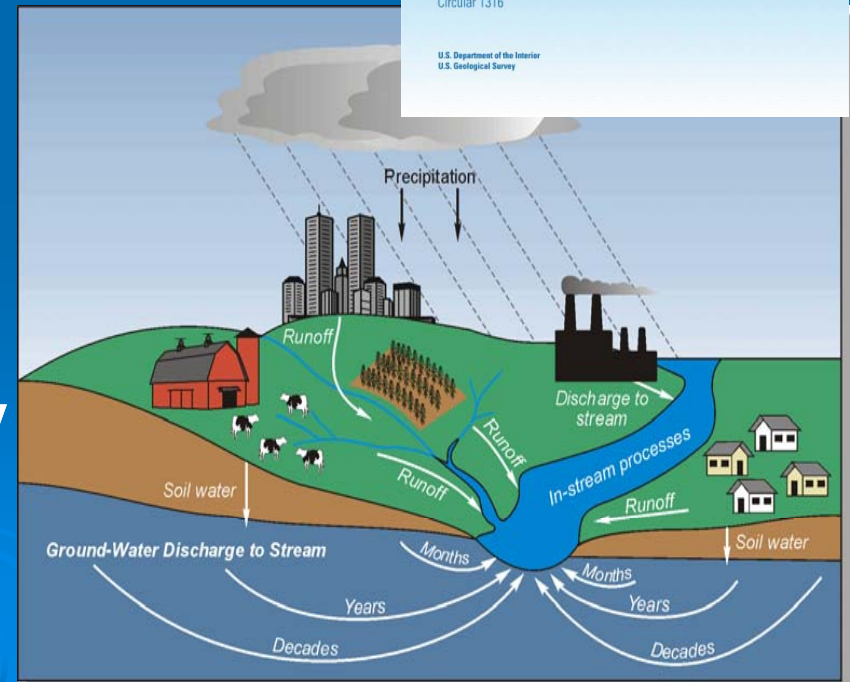 Circular 1316
U.S. Department of the Interior
U.S. Geological Survey
Precipitation
Runoff
Discharge to
stream
Runoff
In-stream processes
Runoff
Runoff
Soil water
Soil water
Ground-Water Discharge to Stream
Months
Months
Years
Years
Decades
Decades